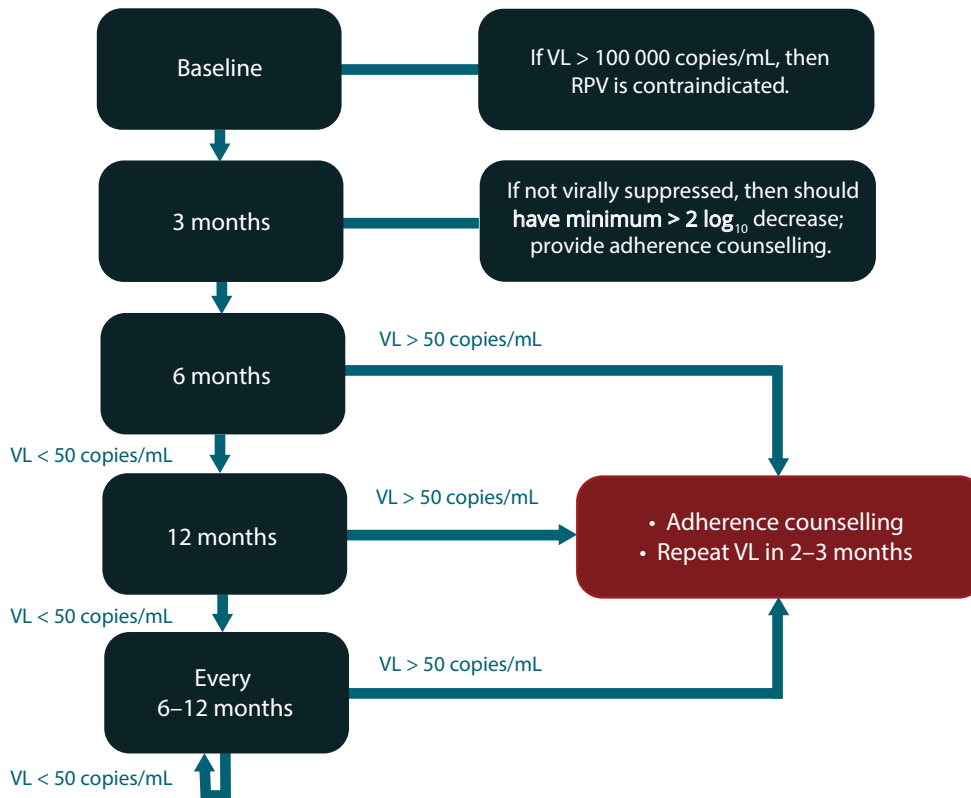 Baseline
If VL > 100 000 copies/mL, then
RPV is contraindicated.
3 months
If not virally suppressed, then should
have minimum > 2 log₁₀ decrease;
provide adherence counselling.
6 months
VL > 50 copies/mL
VL < 50 copies/mL
12 months
VL > 50 copies/mL
• Adherence counselling
• Repeat VL in 2–3 months
VL < 50 copies/mL
Every
6–12 months
VL > 50 copies/mL
VL < 50 copies/mL